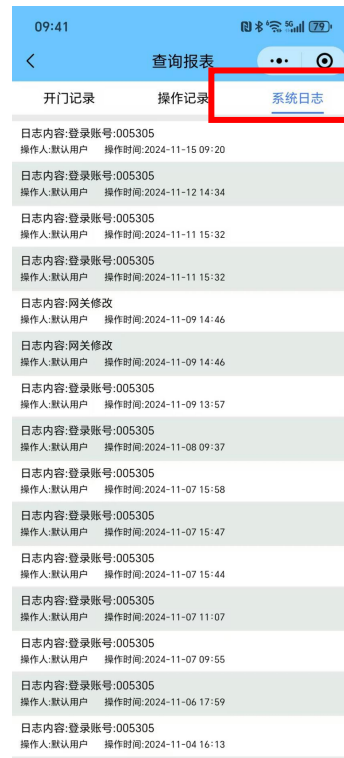 09:41
5G
79
查询报表
开门记录 操作记录 系统日志
日志内容:登录账号:005305
操作人:默认用户 操作时间:2024-11-15 09:20
日志内容:登录账号:005305
操作人:默认用户 操作时间:2024-11-12 14:34
日志内容:登录账号:005305
操作人:默认用户 操作时间:2024-11-11 15:32
日志内容:登录账号:005305
操作人:默认用户 操作时间:2024-11-11 15:32
日志内容:网关修改
操作人:默认用户 操作时间:2024-11-09 14:46
日志内容:网关修改
操作人:默认用户 操作时间:2024-11-09 14:46
日志内容:登录账号:005305
操作人:默认用户 操作时间:2024-11-09 13:57
日志内容:登录账号:005305
操作人:默认用户 操作时间:2024-11-08 09:37
日志内容:登录账号:005305
操作人:默认用户 操作时间:2024-11-07 15:58
日志内容:登录账号:005305
操作人:默认用户 操作时间:2024-11-07 15:47
日志内容:登录账号:005305
操作人:默认用户 操作时间:2024-11-07 15:44
日志内容:登录账号:005305
操作人:默认用户 操作时间:2024-11-07 11:07
日志内容:登录账号:005305
操作人:默认用户 操作时间:2024-11-07 09:55
日志内容:登录账号:005305
操作人:默认用户 操作时间:2024-11-06 17:59
日志内容:登录账号:005305
操作人:默认用户 操作时间:2024-11-04 16:13